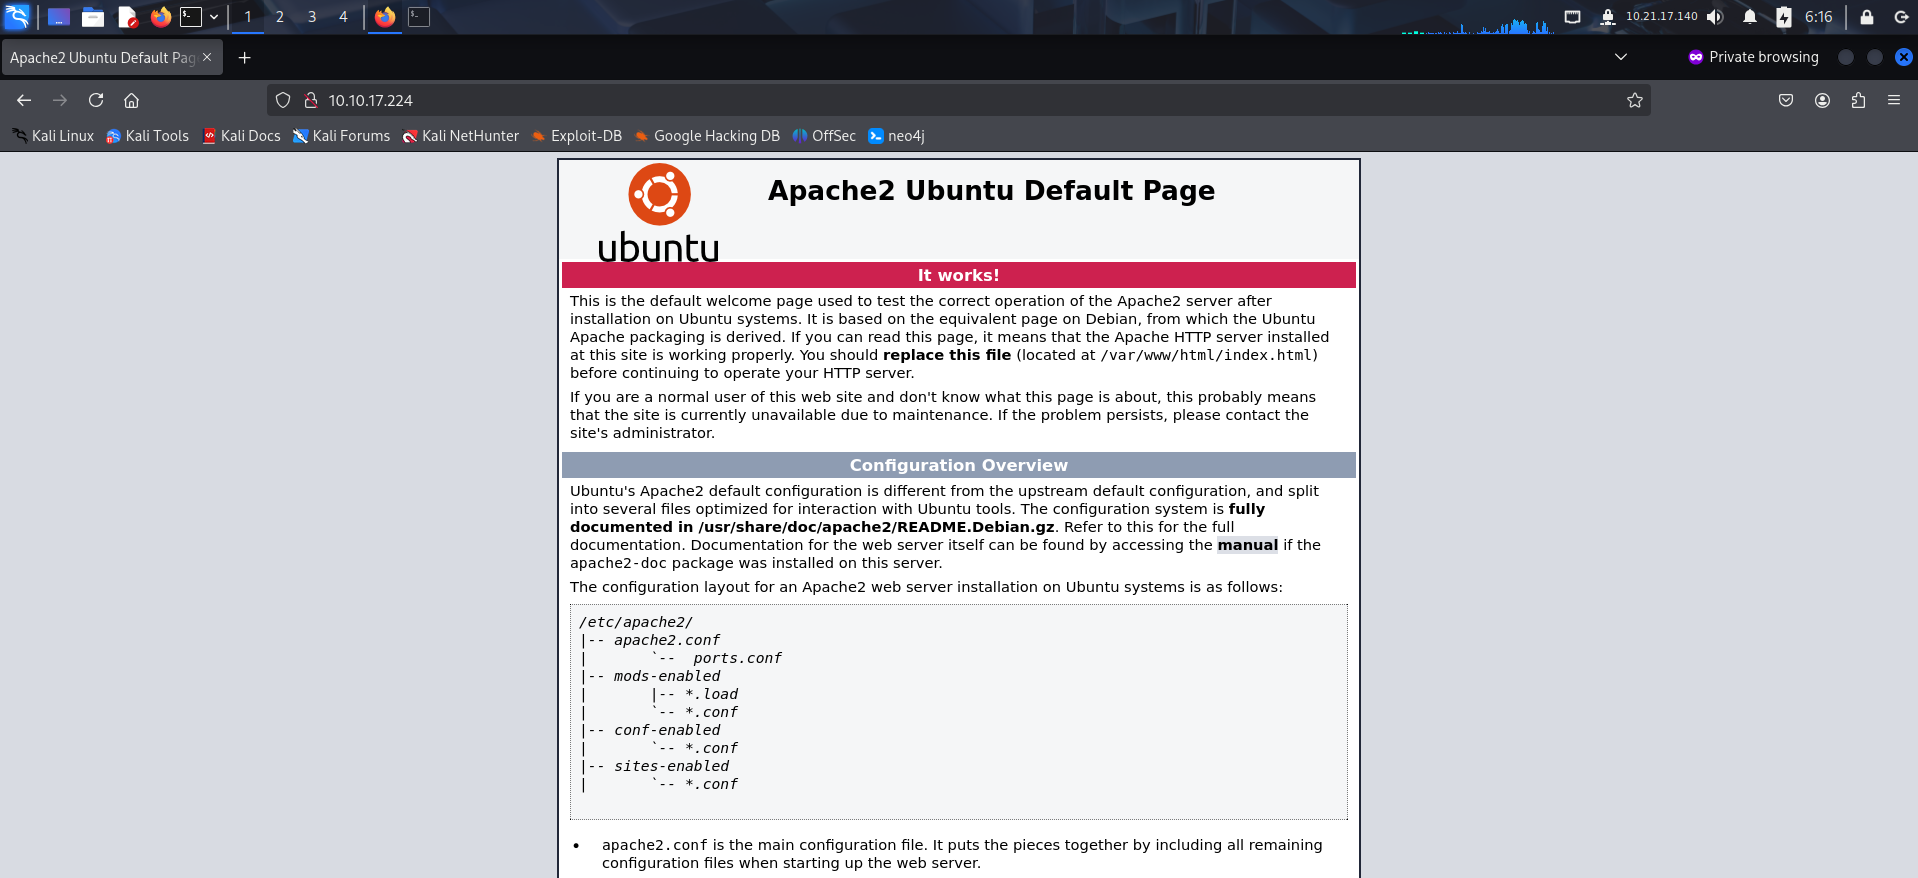 1 2 3 4 10.21.17.140 6:16
Apache2 Ubuntu Default Pag Private browsing
10.10.17.224
Kali Linux Kali Tools Kali Docs Kali Forums Kali NetHunter Exploit-DB Google Hacking DB OffSec neo4j
Apache2 Ubuntu Default Page
ubuntu
It works!
This is the default welcome page used to test the correct operation of the Apache2 server after
installation on Ubuntu systems. It is based on the equivalent page on Debian, from which the Ubuntu
Apache packaging is derived. If you can read this page, it means that the Apache HTTP server installed
at this site is working properly. You should replace this file (located at /var/www/html/index.html)
before continuing to operate your HTTP server.
If you are a normal user of this web site and don't know what this page is about, this probably means
that the site is currently unavailable due to maintenance. If the problem persists, please contact the
site's administrator.
Configuration Overview
Ubuntu's Apache2 default configuration is different from the upstream default configuration, and split
into several files optimized for interaction with Ubuntu tools. The configuration system is fully
documented in /usr/share/doc/apache2/README.Debian.gz. Refer to this for the full
documentation. Documentation for the web server itself can be found by accessing the manual if the
apache2-doc package was installed on this server.
The configuration layout for an Apache2 web server installation on Ubuntu systems is as follows:
/etc/apache2/
|-- apache2.conf
|       `--  ports.conf
|-- mods-enabled
|       |-- *.load
|       `-- *.conf
|-- conf-enabled
|       `-- *.conf
|-- sites-enabled
|       `-- *.conf
• apache2.conf is the main configuration file. It puts the pieces together by including all remaining
configuration files when starting up the web server.